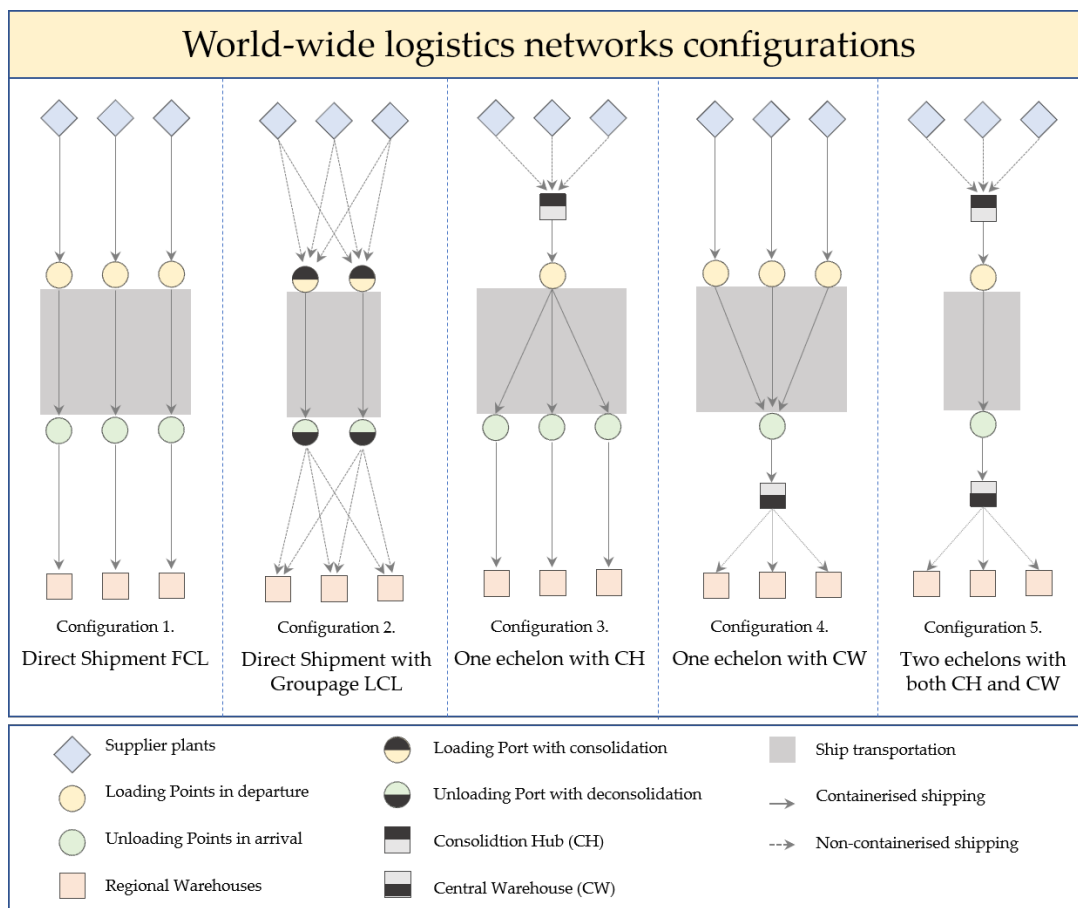 World-wide logistics networks configurations
Configuration 1.
Direct Shipment FCL
Configuration 2.
Direct Shipment with
Groupage LCL
Configuration 3.
One echelon with CH
Configuration 4.
One echelon with CW
Configuration 5.
Two echelons with
both CH and CW
Supplier plants
Loading Points in departure
Unloading Points in arrival
Regional Warehouses
Loading Port with consolidation
Unloading Port with deconsolidation
Consolidtion Hub (CH)
Central Warehouse (CW)
Ship transportation
Containerised shipping
Non-containerised shipping